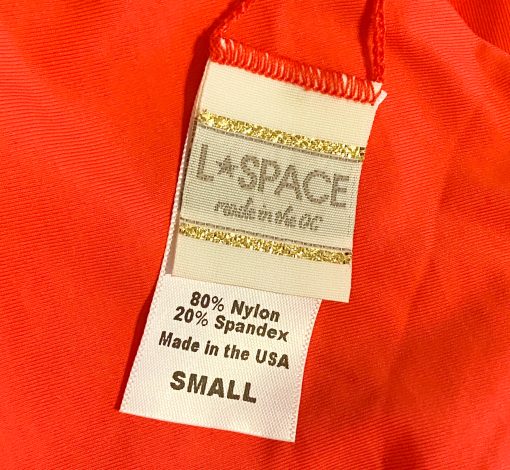 L★SPACE
made in the OC
80% Nylon
20% Spandex
Made in the USA
SMALL